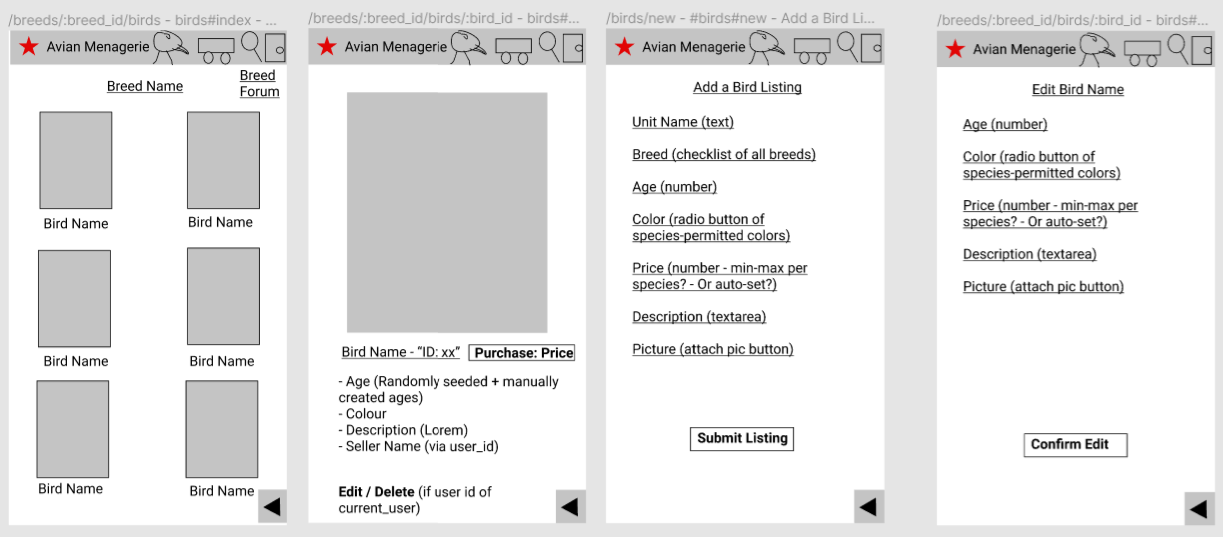 /breeds/:breed_id/birds - birds#index - ...
Avian Menagerie
Breed Name
Breed
Forum
Bird Name
Bird Name
Bird Name
Bird Name
Bird Name
Bird Name
/breeds/:breed_id/birds/:bird_id - birds#...
Avian Menagerie
Bird Name - “ID: xx”
Purchase: Price
- Age (Randomly seeded + manually
created ages)
- Colour
- Description (Lorem)
- Seller Name (via user_id)
Edit / Delete (if user id of
current_user)
/birds/new - #birds#new - Add a Bird Li...
Avian Menagerie
Add a Bird Listing
Unit Name (text)
Breed (checklist of all breeds)
Age (number)
Color (radio button of
species-permitted colors)
Price (number - min-max per
species? - Or auto-set?)
Description (textarea)
Picture (attach pic button)
Submit Listing
/breeds/:breed_id/birds/:bird_id - birds#...
Avian Menagerie
Edit Bird Name
Age (number)
Color (radio button of
species-permitted colors)
Price (number - min-max per
species? - Or auto-set?)
Description (textarea)
Picture (attach pic button)
Confirm Edit